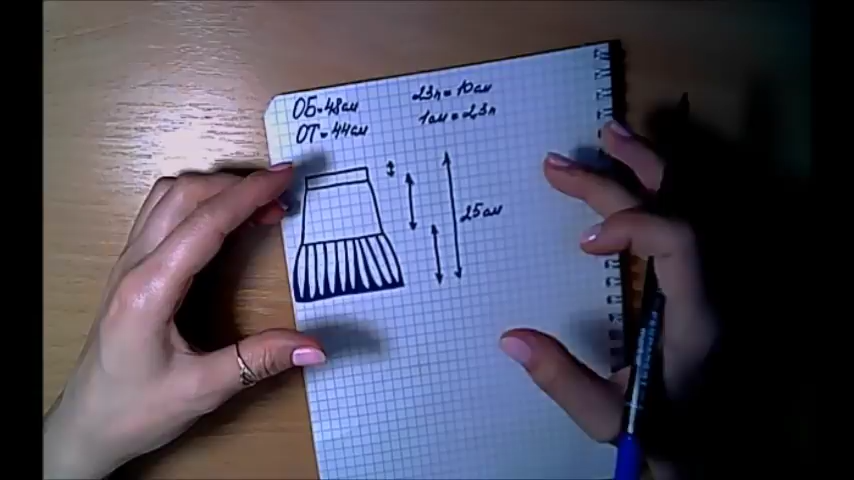 ОБ=48см
ОТ=44см
23п=10см
1см=2,3п
25см